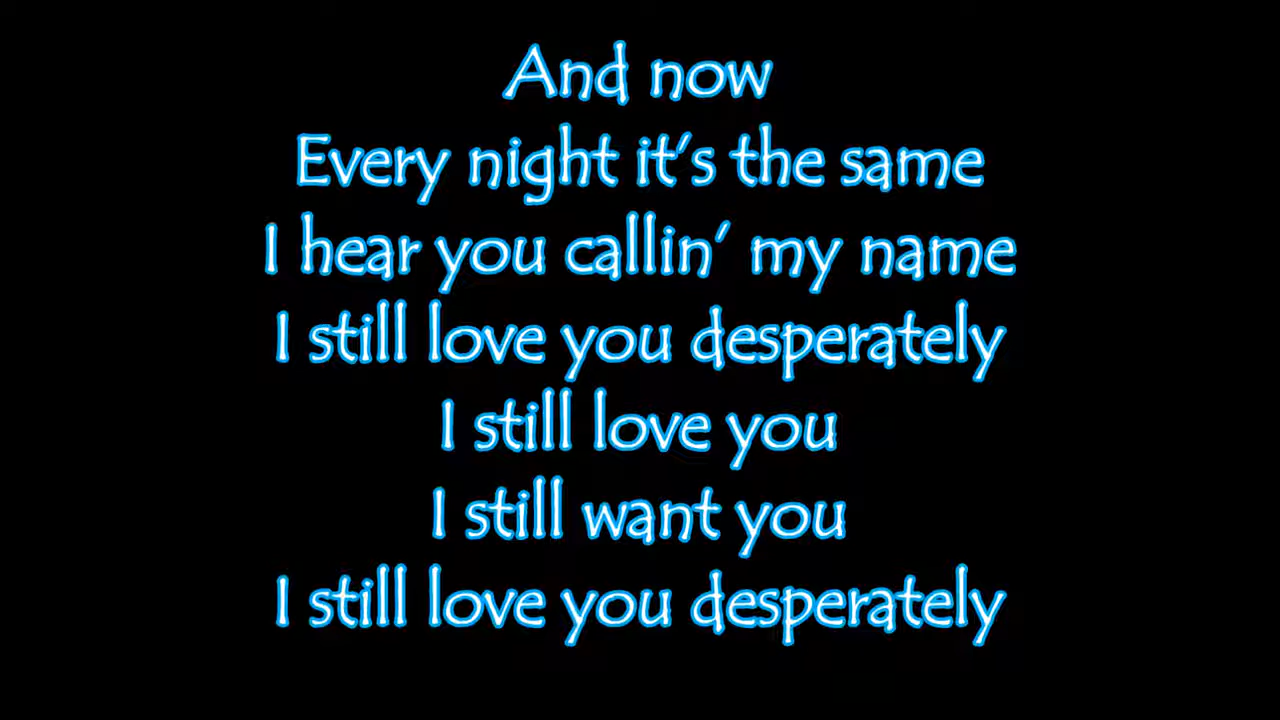 And now
Every night it's the same
I hear you callin' my name
I still love you desperately
I still love you
I still want you
I still love you desperately